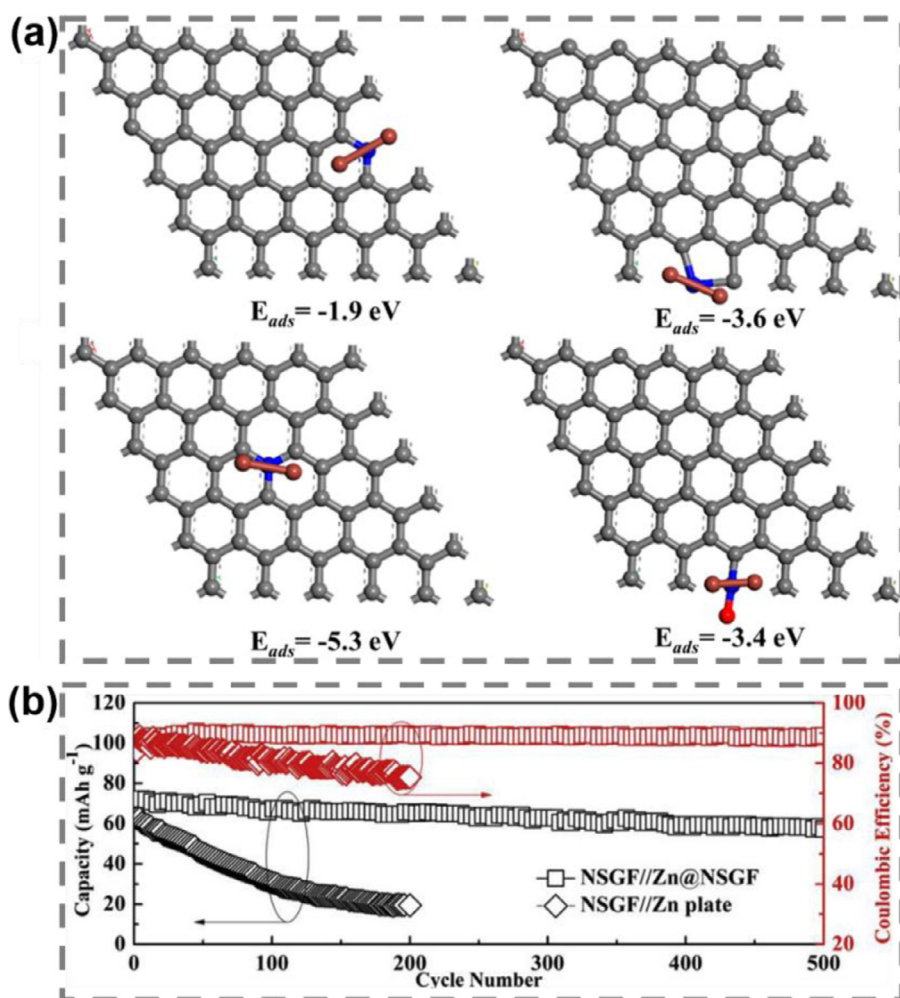 (a)
E_ads= -1.9 eV
E_ads= -3.6 eV
E_ads= -5.3 eV
E_ads= -3.4 eV
(b)
120
100
80
60
40
20
0
Capacity (mAh g⁻¹)
100
80
60
40
20
Coulombic Efficiency (%)
NSGF//Zn@NSGF
NSGF//Zn plate
0
100
200
300
400
500
Cycle Number